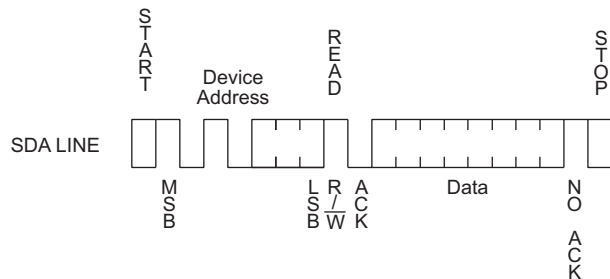 START
Device
Address
READ
STOP
SDA LINE
MSB
LSB
R/W
ACK
Data
NO ACK